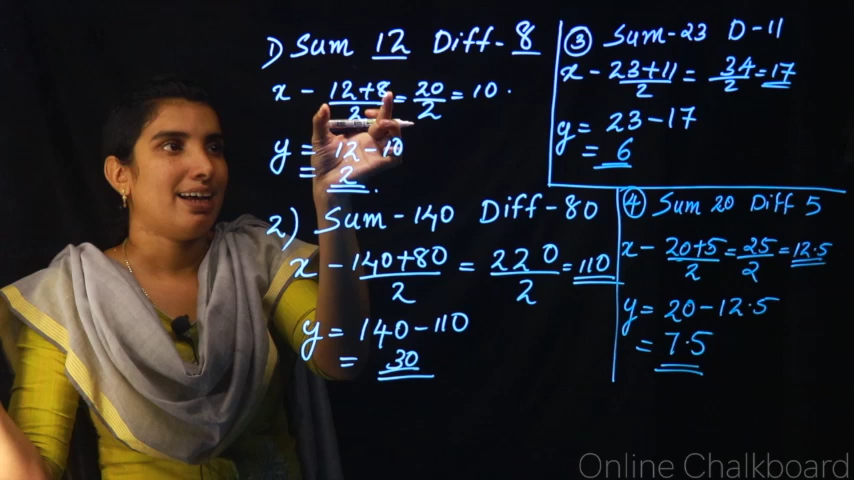 1) Sum 12 Diff- 8
x - 12+8/2 = 20/2 = 10.
y = 12-10
= 2.
2) Sum-140 Diff-80
x - 140+80/2 = 220/2 = 110
y = 140-110
= 30
③ Sum-23 D-11
x - 23+11/2 = 34/2 = 17
y = 23-17
= 6
④ Sum 20 Diff 5
x - 20+5/2 = 25/2 = 12.5
y = 20-12.5
= 7.5
Online Chalkboard